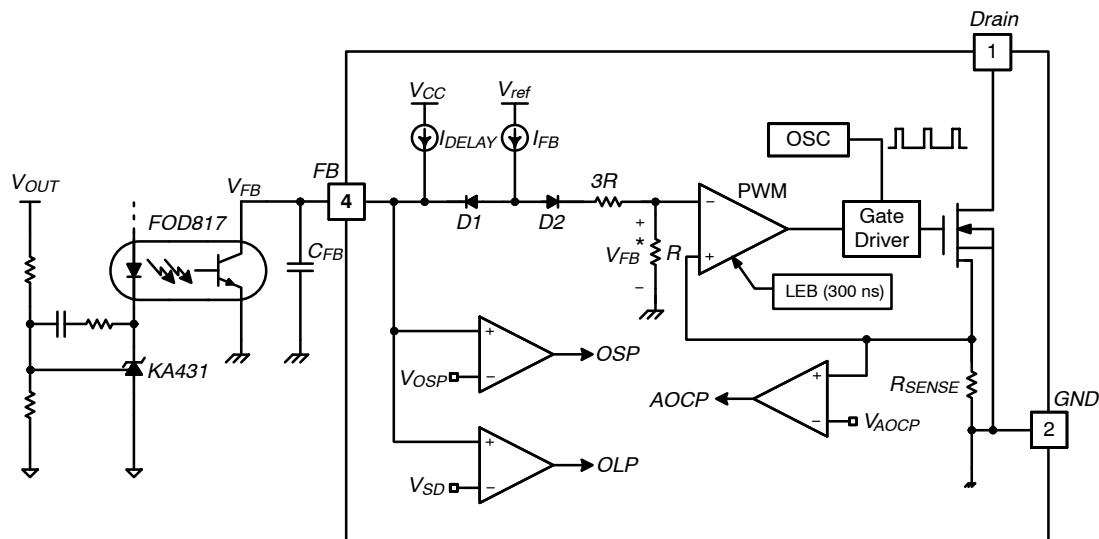 Drain
1
VCC
Vref
IDELAY
IFB
OSC
FB
4
VOUT
VFB
3R
PWM
FOD817
D1
D2
Gate
Driver
CFB
+
VFB*
−
R
−
+
LEB (300 ns)
KA431
+
OSP
VOSP
−
AOCP
+
−
VAOCP
RSENSE
GND
2
+
OLP
VSD
−